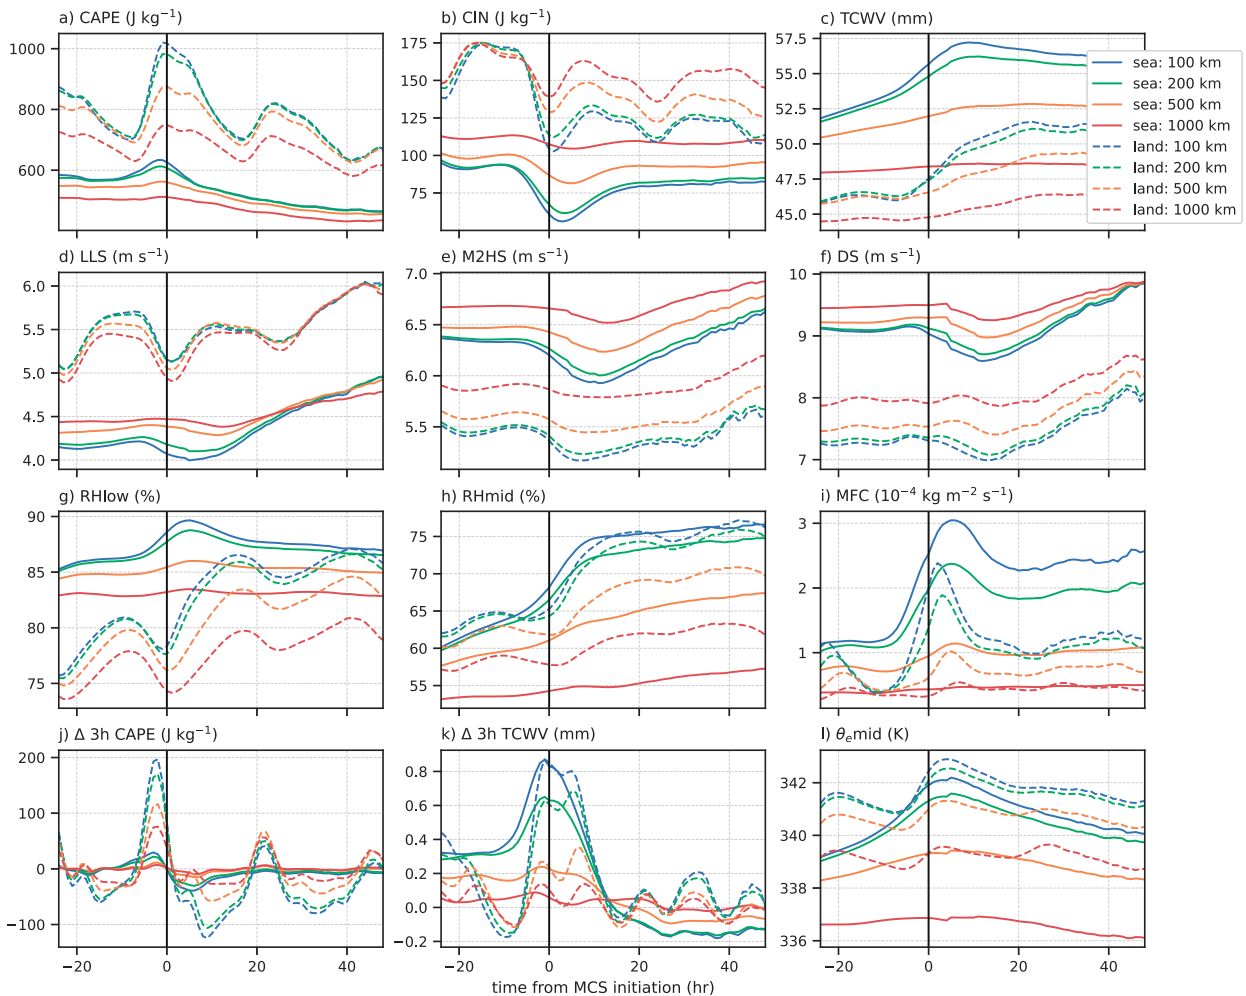 a) CAPE (J kg⁻¹)
b) CIN (J kg⁻¹)
c) TCWV (mm)
1000
800
600
175
150
125
100
75
57.5
55.0
52.5
50.0
47.5
45.0
sea: 100 km
sea: 200 km
sea: 500 km
sea: 1000 km
land: 100 km
land: 200 km
land: 500 km
land: 1000 km
d) LLS (m s⁻¹)
e) M2HS (m s⁻¹)
f) DS (m s⁻¹)
6.0
5.5
5.0
4.5
4.0
7.0
6.5
6.0
5.5
10
9
8
7
g) RHlow (%)
h) RHmid (%)
i) MFC (10⁻⁴ kg m⁻² s⁻¹)
90
85
80
75
75
70
65
60
55
3
2
1
j) Δ 3h CAPE (J kg⁻¹)
k) Δ 3h TCWV (mm)
l) θₑmid (K)
200
100
0
−100
0.8
0.6
0.4
0.2
0.0
−0.2
342
340
338
336
−20 0 20 40
−20 0 20 40
−20 0 20 40
time from MCS initiation (hr)